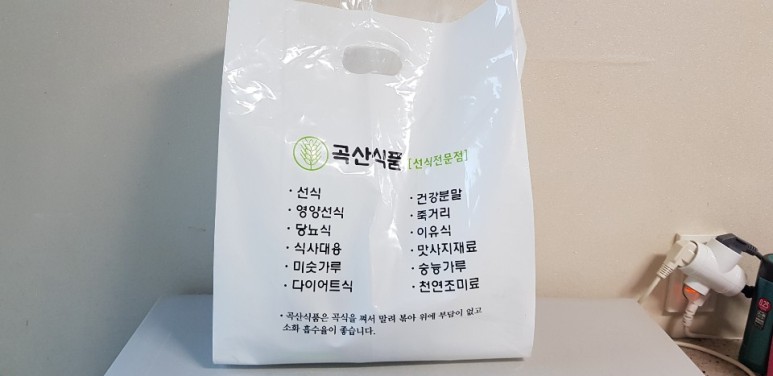 곡산식품 [선식전문점]
· 선식
· 영양선식
· 당뇨식
· 식사대용
· 미숫가루
· 다이어트식
· 건강분말
· 죽거리
· 이유식
· 맛사지재료
· 숭능가루
· 천연조미료
· 곡산식품은 곡식을 쪄서 말려 볶아 위에 부담이 없고
소화 흡수율이 좋습니다.